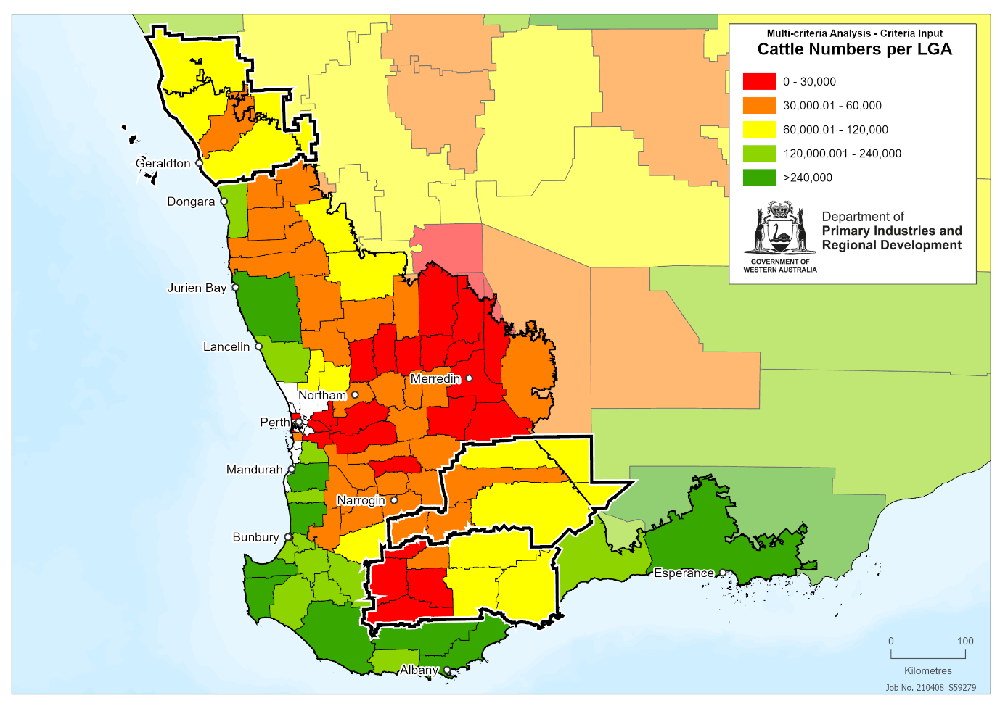 Multi-criteria Analysis - Criteria Input
Cattle Numbers per LGA
0 - 30,000
30,000.01 - 60,000
60,000.01 - 120,000
120,000.001 - 240,000
>240,000
GOVERNMENT OF
WESTERN AUSTRALIA
Department of
Primary Industries and
Regional Development
Geraldton
Dongara
Jurien Bay
Lancelin
Merredin
Northam
Perth
Mandurah
Narrogin
Bunbury
Esperance
Albany
0 100
Kilometres
Job No. 210408_S59279